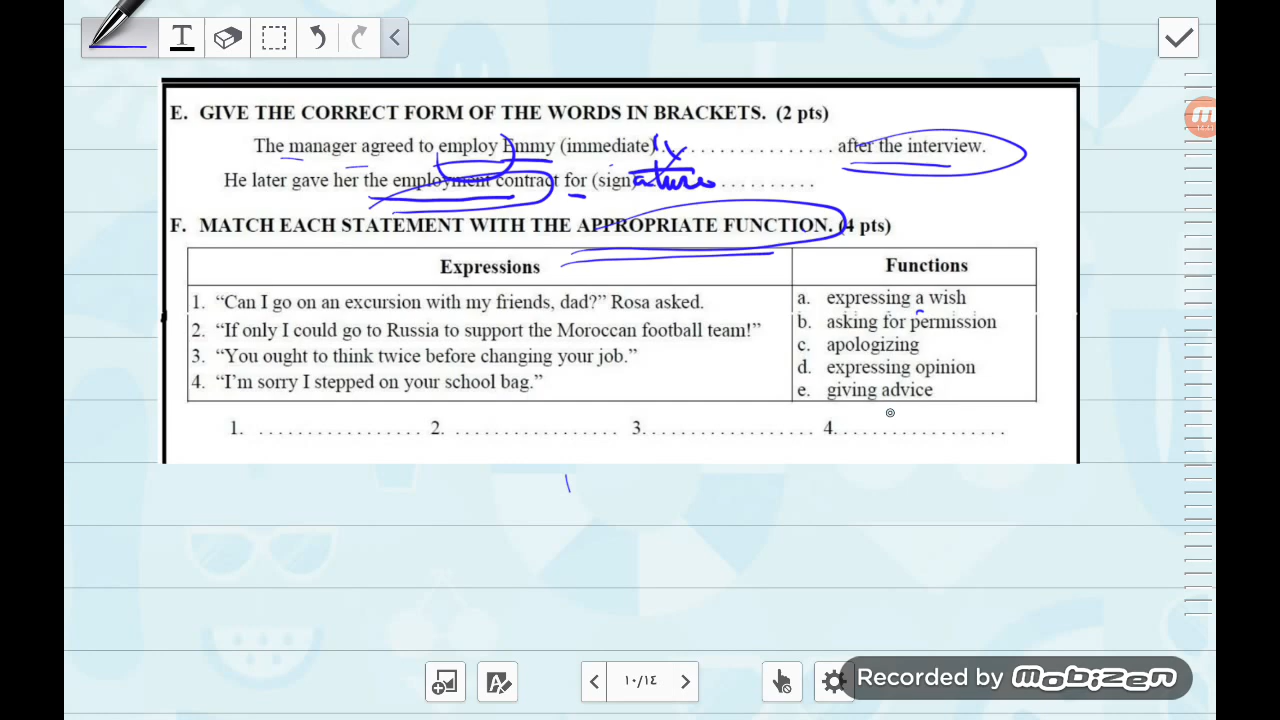 T
E. GIVE THE CORRECT FORM OF THE WORDS IN BRACKETS. (2 pts)
The manager agreed to employ Emmy (immediate)ly . . . . . . . . . . . . . . . after the interview.
He later gave her the employment contract for (sign)ature . . . . . . . . . .
F. MATCH EACH STATEMENT WITH THE APPROPRIATE FUNCTION. (4 pts)
Expressions Functions
1. “Can I go on an excursion with my friends, dad?” Rosa asked. a. expressing a wish
2. “If only I could go to Russia to support the Moroccan football team!” b. asking for permission
3. “You ought to think twice before changing your job.” c. apologizing
4. “I’m sorry I stepped on your school bag.” d. expressing opinion
e. giving advice
1. . . . . . . . . . . . . . . . . . 2. . . . . . . . . . . . . . . . . . 3. . . . . . . . . . . . . . . . . . 4. . . . . . . . . . . . . . . . . .
١٠/١٤
Recorded by mobizen